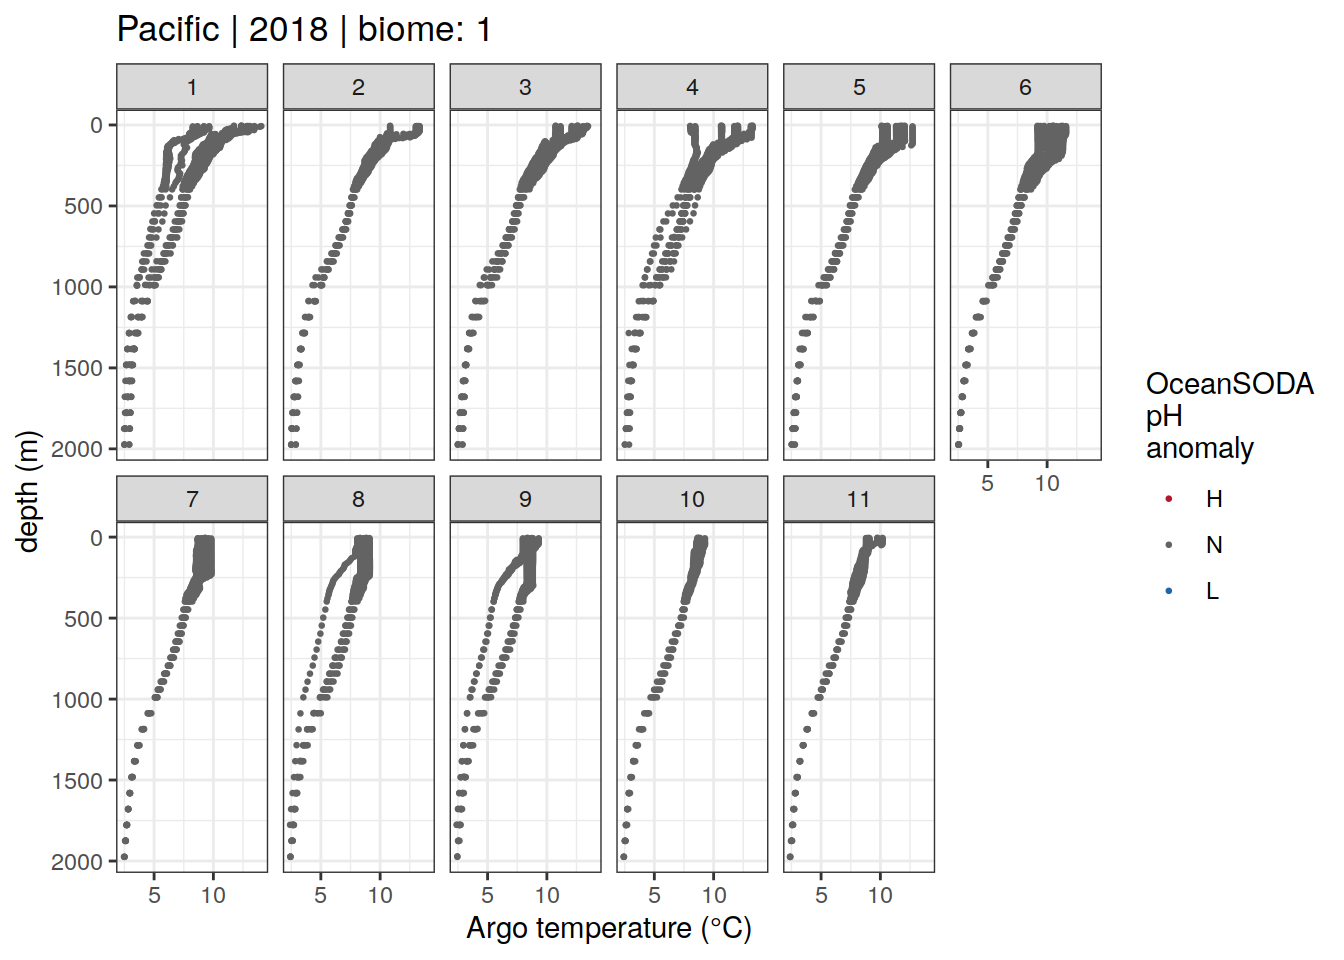 Pacific | 2018 | biome: 1
1 2 3 4 5 6
0
500
1000
1500
2000
5 10
7 8 9 10 11
0
500
1000
1500
2000
5 10 5 10 5 10 5 10 5 10
depth (m)
Argo temperature (°C)
OceanSODA
pH
anomaly
H
N
L